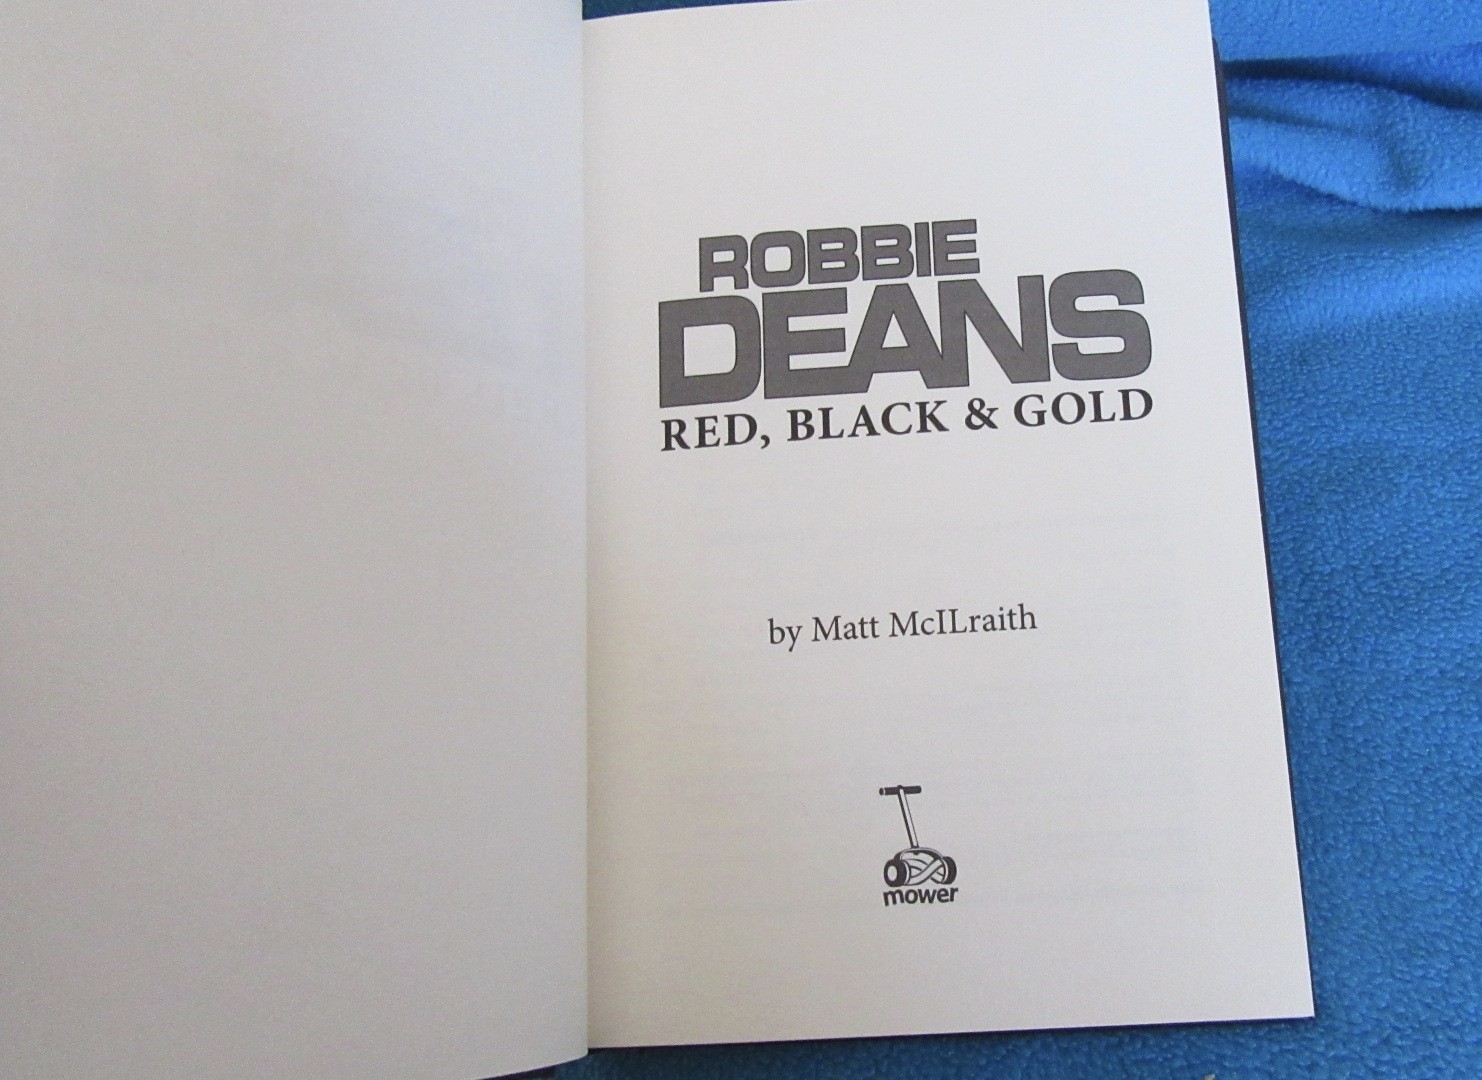 ROBBIE
DEANS
RED, BLACK & GOLD
by Matt McILraith
mower